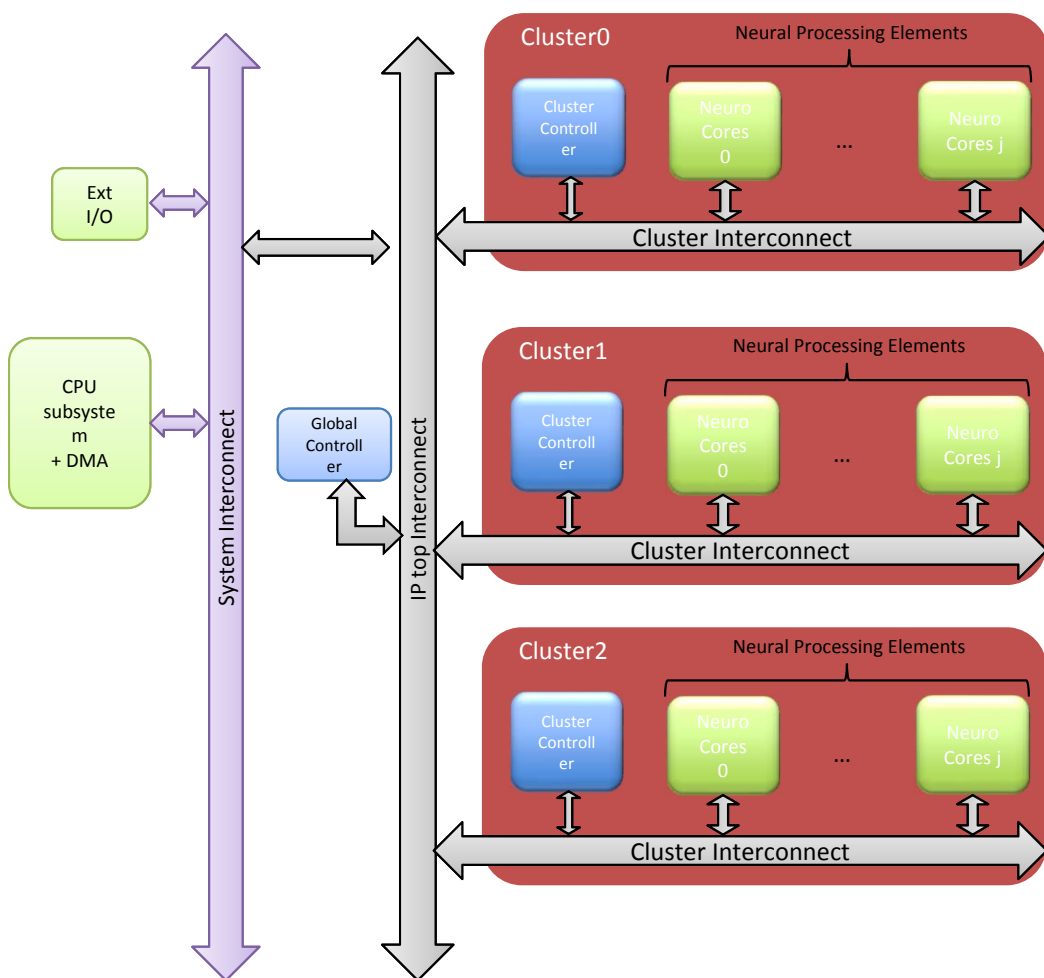 Ext
I/O
CPU
subsyste
m
+ DMA
System Interconnect
Global
Controll
er
IP top Interconnect
Cluster0
Neural Processing Elements
Cluster
Controll
er
Neuro
Cores
0
...
Neuro
Cores j
Cluster Interconnect
Cluster1
Neural Processing Elements
Cluster
Controll
er
Neuro
Cores
0
...
Neuro
Cores j
Cluster Interconnect
Cluster2
Neural Processing Elements
Cluster
Controll
er
Neuro
Cores
0
...
Neuro
Cores j
Cluster Interconnect